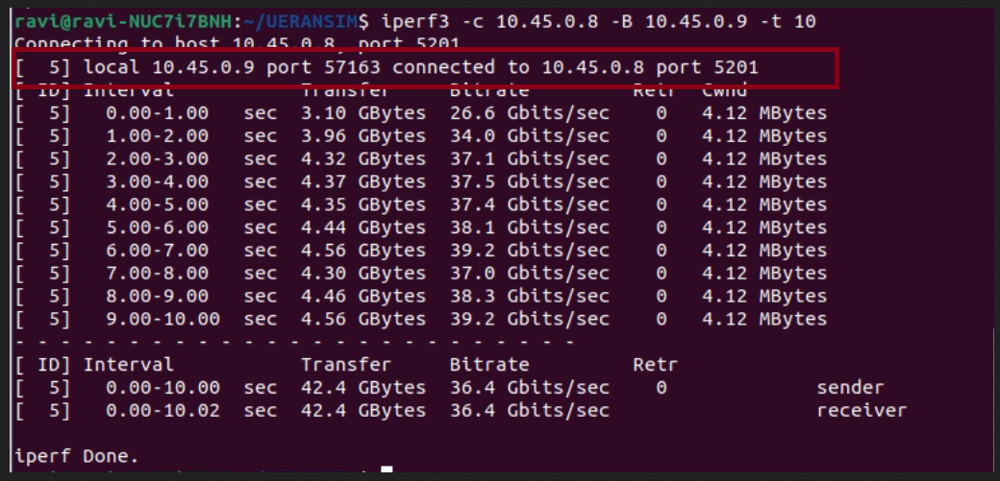 ravi@ravi-NUC7i7BNH:~/UERANSIM$ iperf3 -c 10.45.0.8 -B 10.45.0.9 -t 10
Connecting to host 10.45.0.8, port 5201
[  5] local 10.45.0.9 port 57163 connected to 10.45.0.8 port 5201
[ ID] Interval           Transfer     Bitrate         Retr  Cwnd
[  5]   0.00-1.00   sec  3.10 GBytes  26.6 Gbits/sec    0   4.12 MBytes
[  5]   1.00-2.00   sec  3.96 GBytes  34.0 Gbits/sec    0   4.12 MBytes
[  5]   2.00-3.00   sec  4.32 GBytes  37.1 Gbits/sec    0   4.12 MBytes
[  5]   3.00-4.00   sec  4.37 GBytes  37.5 Gbits/sec    0   4.12 MBytes
[  5]   4.00-5.00   sec  4.35 GBytes  37.4 Gbits/sec    0   4.12 MBytes
[  5]   5.00-6.00   sec  4.44 GBytes  38.1 Gbits/sec    0   4.12 MBytes
[  5]   6.00-7.00   sec  4.56 GBytes  39.2 Gbits/sec    0   4.12 MBytes
[  5]   7.00-8.00   sec  4.30 GBytes  37.0 Gbits/sec    0   4.12 MBytes
[  5]   8.00-9.00   sec  4.46 GBytes  38.3 Gbits/sec    0   4.12 MBytes
[  5]   9.00-10.00  sec  4.56 GBytes  39.2 Gbits/sec    0   4.12 MBytes
- - - - - - - - - - - - - - - - - - - - - - - - -
[ ID] Interval           Transfer     Bitrate         Retr
[  5]   0.00-10.00  sec  42.4 GBytes  36.4 Gbits/sec    0             sender
[  5]   0.00-10.02  sec  42.4 GBytes  36.4 Gbits/sec                  receiver
iperf Done.